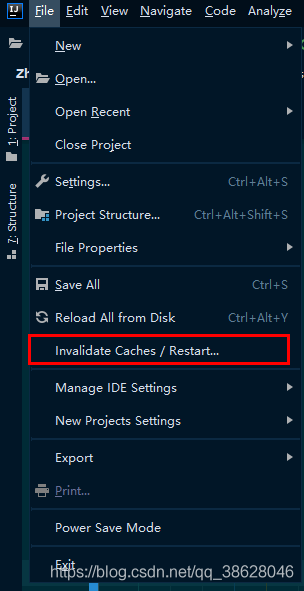 IJ File Edit View Navigate Code Analyze
Zh
1: Project
7: Structure
New
Open...
Open Recent
Close Project
Settings... Ctrl+Alt+S
Project Structure... Ctrl+Alt+Shift+S
File Properties
Save All Ctrl+S
Reload All from Disk Ctrl+Alt+Y
Invalidate Caches / Restart...
Manage IDE Settings
New Projects Settings
Export
Print...
Power Save Mode
Exit
https://blog.csdn.net/qq_38628046